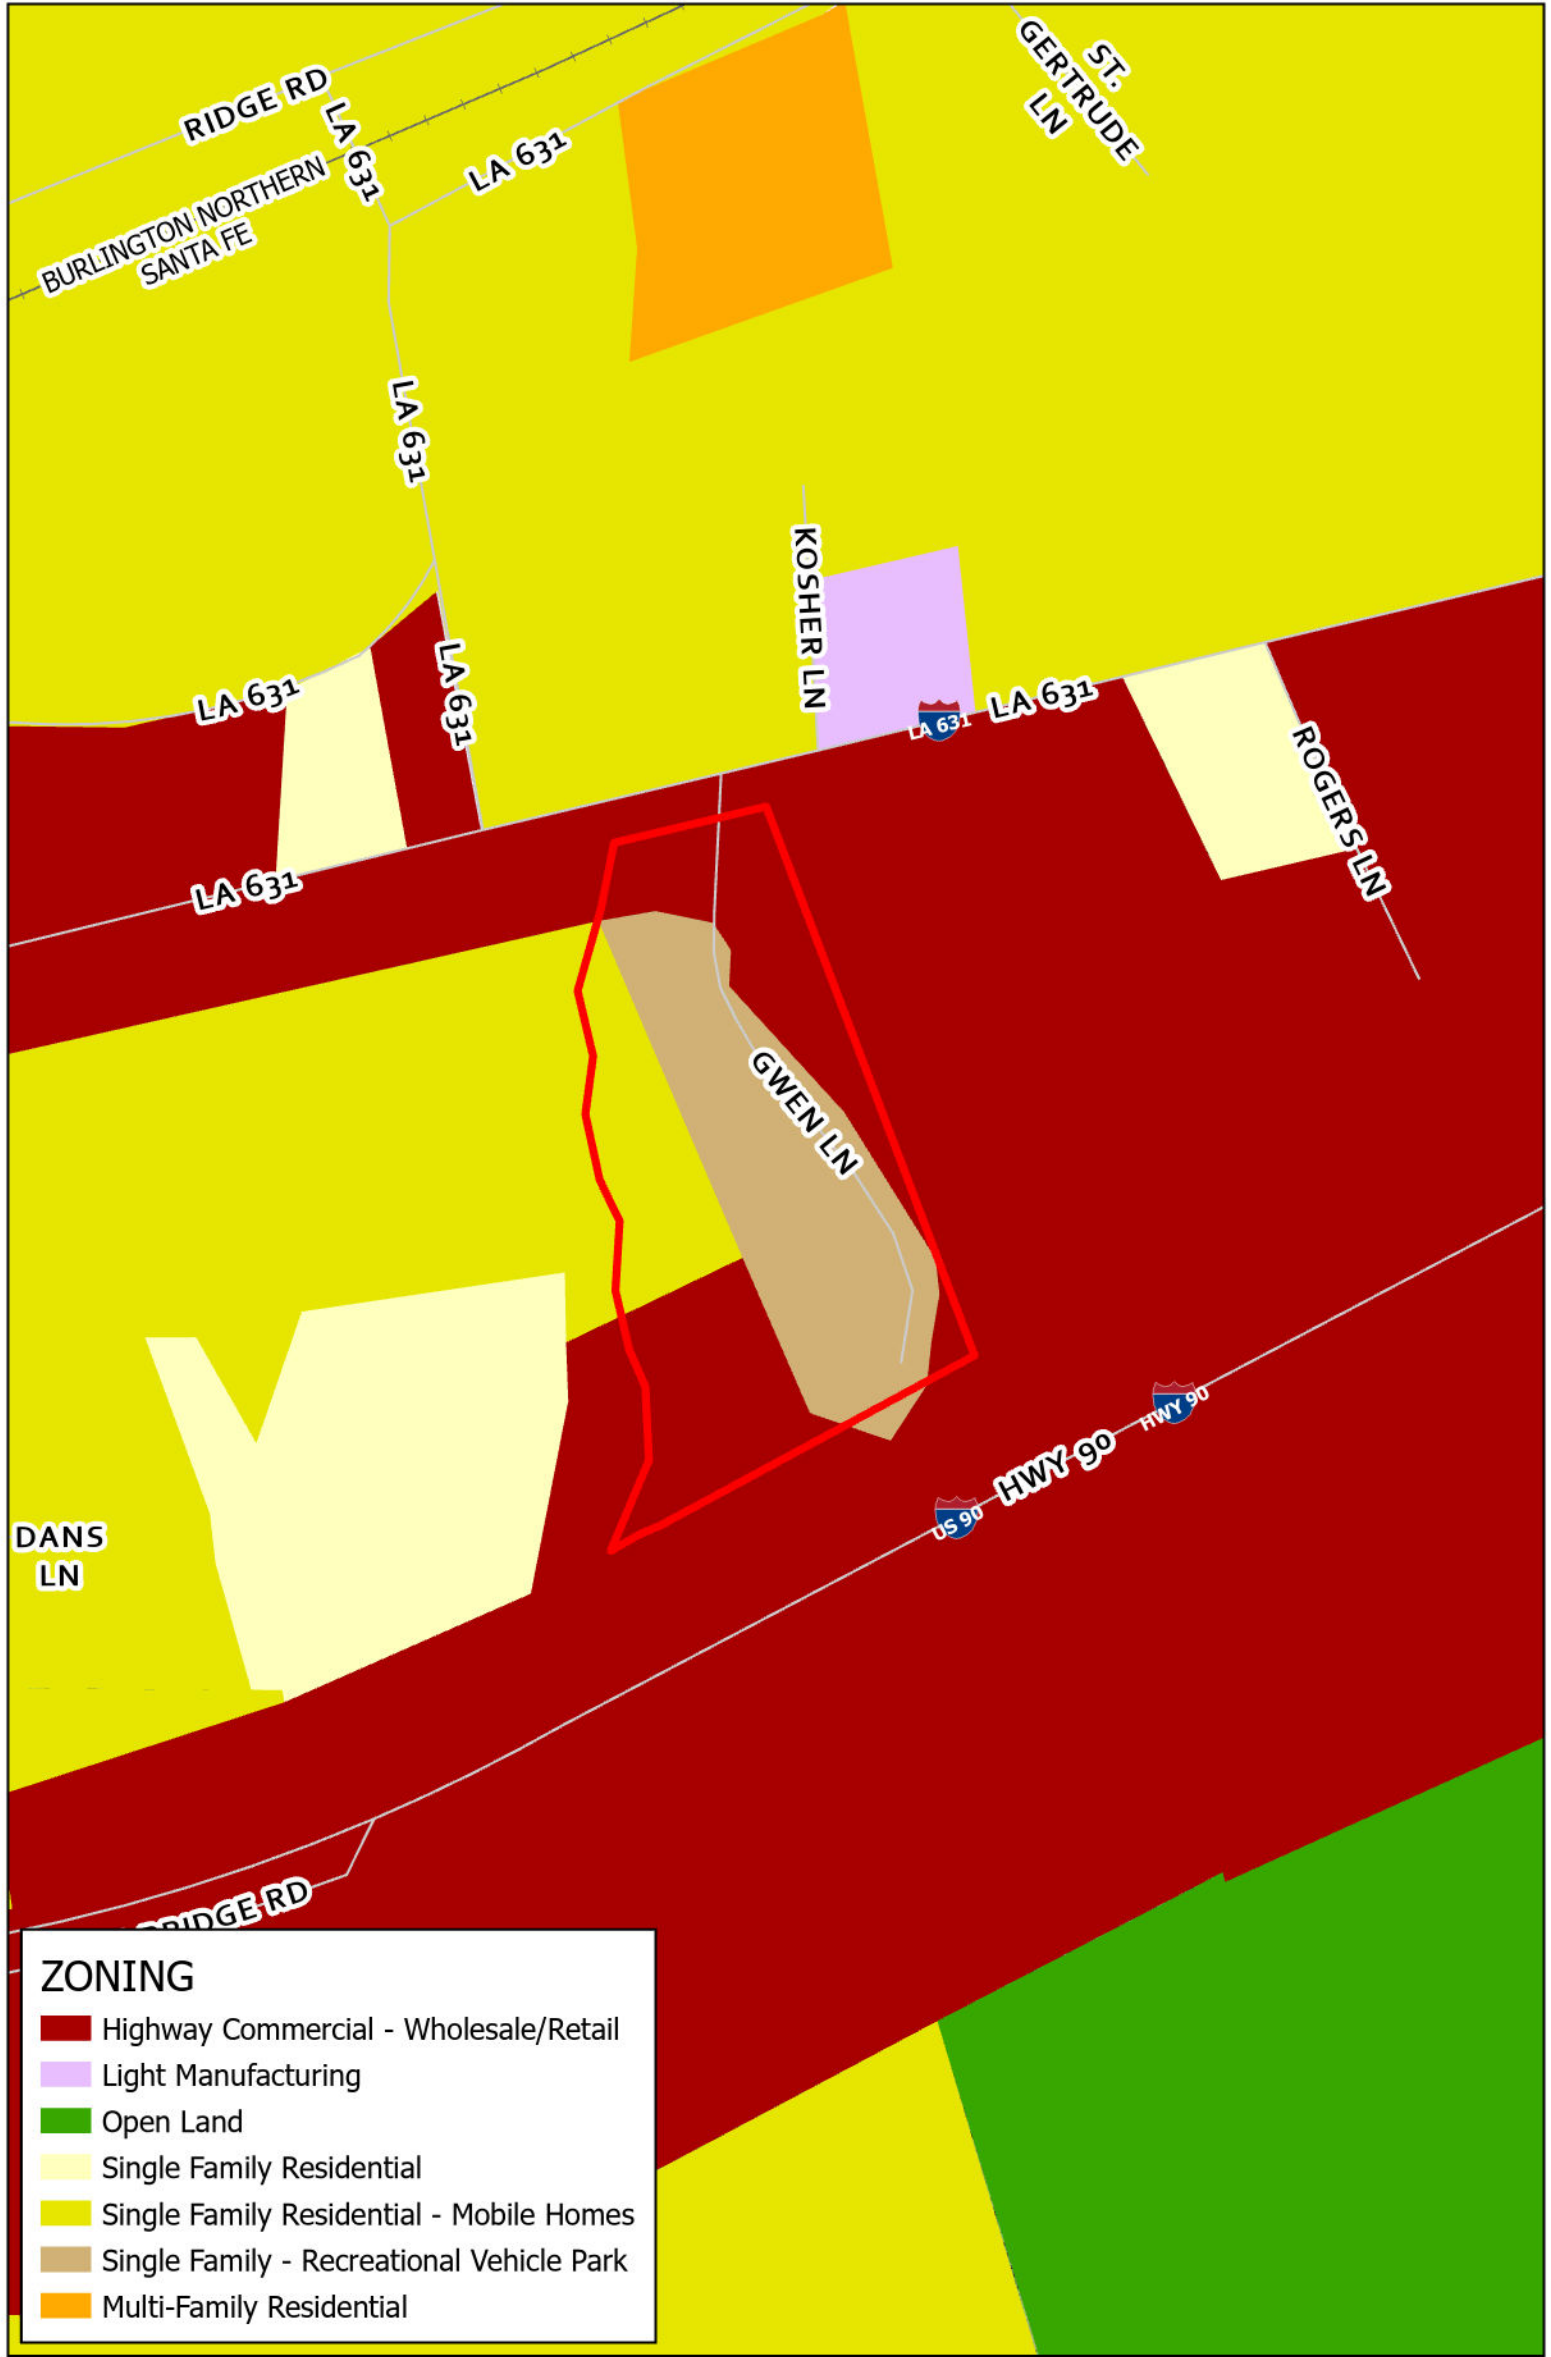 ST.
GERTRUDE
LN
RIDGE RD
LA 631
LA 631
BURLINGTON NORTHERN
SANTA FE
LA 631
KOSHER LN
LA 631
LA 631
LA 631
LA 631
ROGERS LN
LA 631
GWEN LN
HWY 90
HWY 90
US 90
DANS
LN
RIDGE RD
ZONING
Highway Commercial - Wholesale/Retail
Light Manufacturing
Open Land
Single Family Residential
Single Family Residential - Mobile Homes
Single Family - Recreational Vehicle Park
Multi-Family Residential